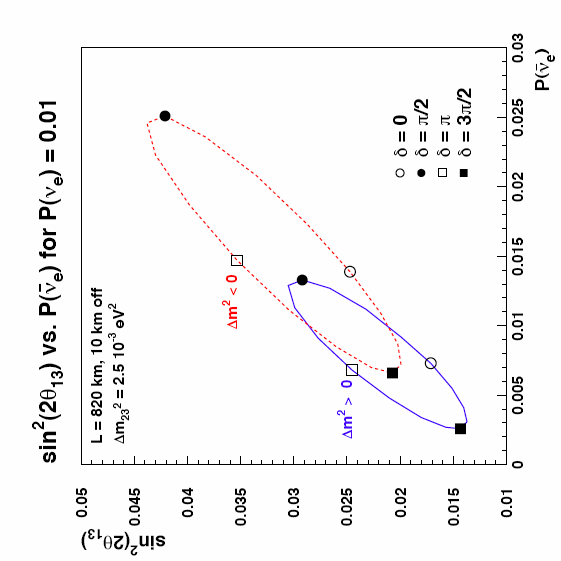 sin²(2θ₁₃) vs. P(ν̄ₑ) for P(νₑ) = 0.01
L = 820 km, 10 km off
Δm₂₃² = 2.5 10⁻³ eV²
Δm² < 0
Δm² > 0
○ δ = 0
● δ = π/2
□ δ = π
■ δ = 3π/2
sin²(2θ₁₃)
0.05
0.045
0.04
0.035
0.03
0.025
0.02
0.015
0.01
0
0.005
0.01
0.015
0.02
0.025
0.03
P(ν̄ₑ)